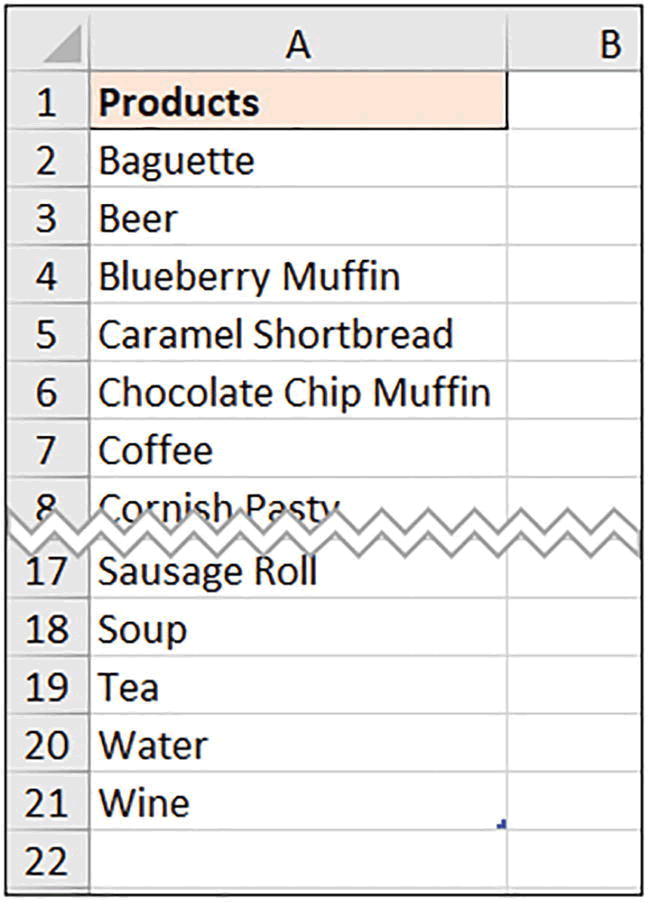 A B
1 Products
2 Baguette
3 Beer
4 Blueberry Muffin
5 Caramel Shortbread
6 Chocolate Chip Muffin
7 Coffee
8 Cornish Pasty
17 Sausage Roll
18 Soup
19 Tea
20 Water
21 Wine
22